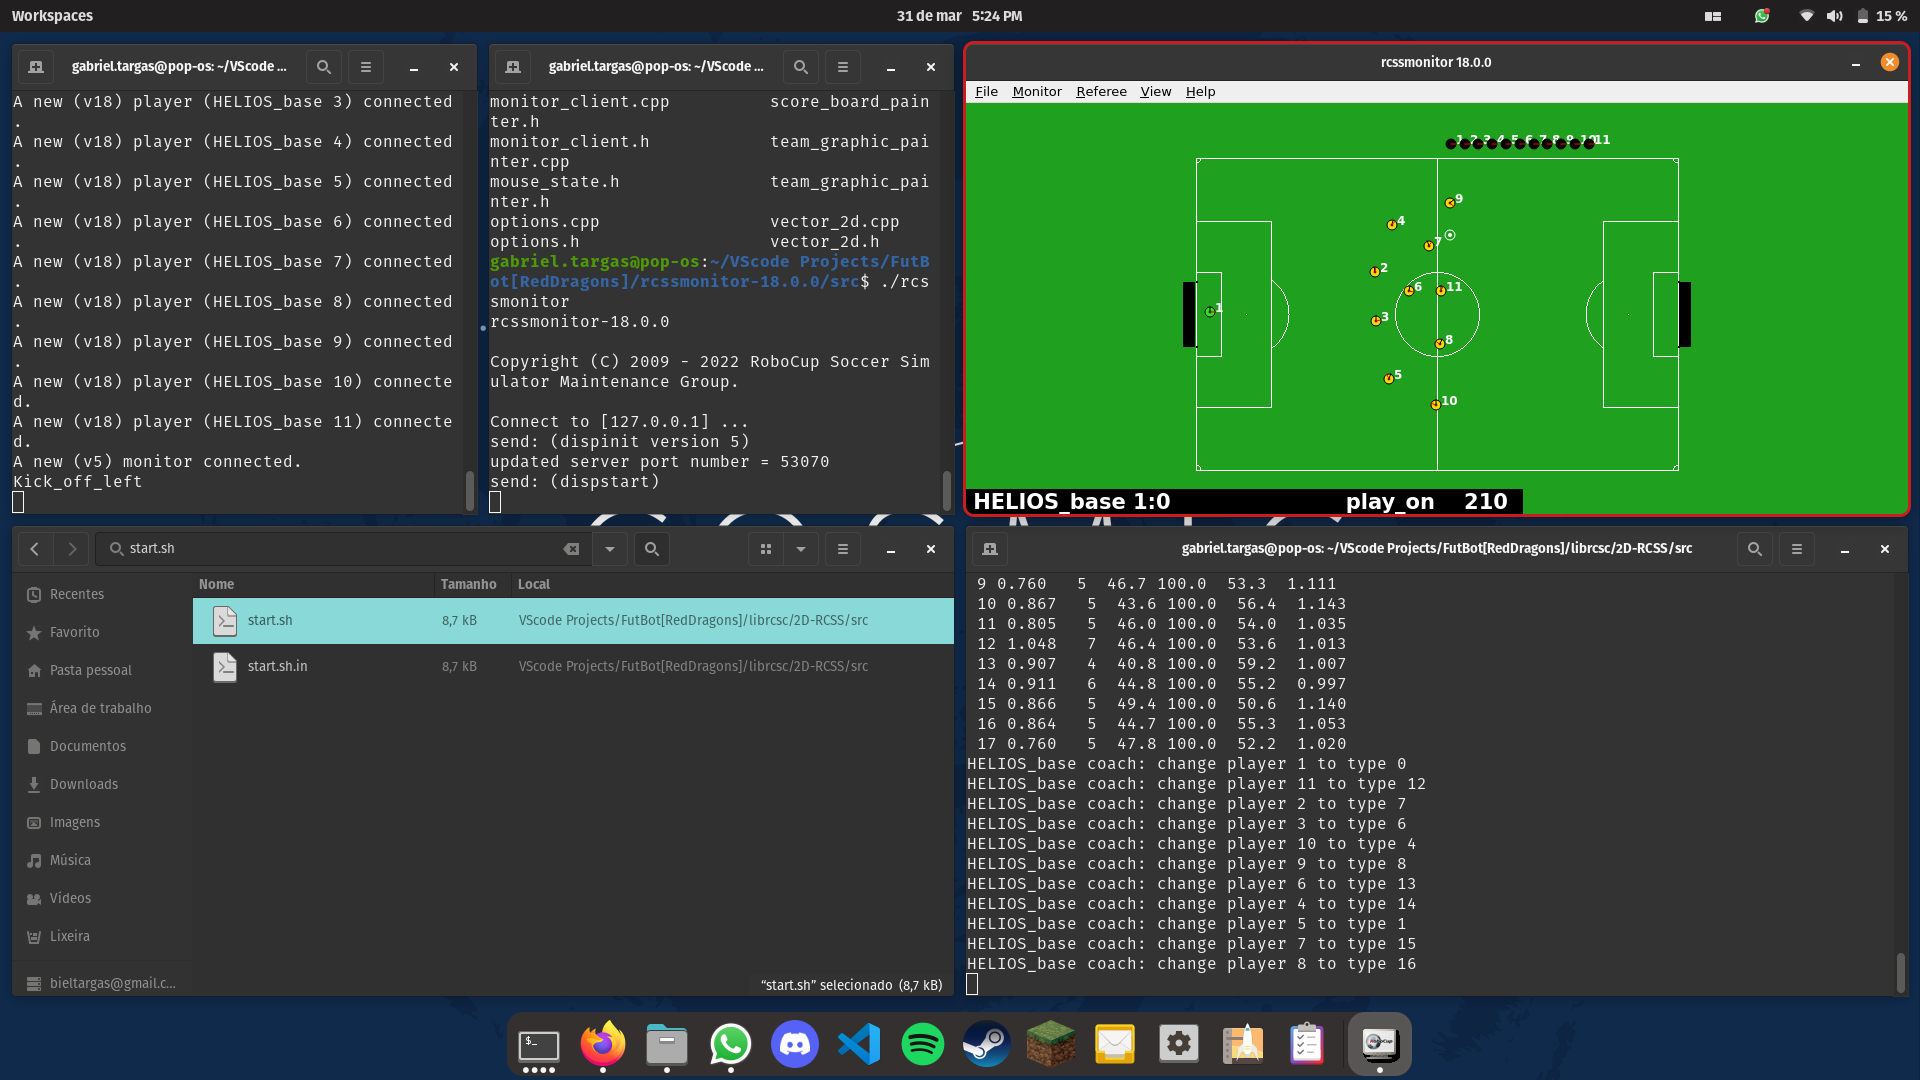 Workspaces
31 de mar 5:24 PM
15 %
gabriel.targas@pop-os: ~/VScode ...
A new (v18) player (HELIOS_base 3) connected
.
A new (v18) player (HELIOS_base 4) connected
.
A new (v18) player (HELIOS_base 5) connected
.
A new (v18) player (HELIOS_base 6) connected
.
A new (v18) player (HELIOS_base 7) connected
.
A new (v18) player (HELIOS_base 8) connected
.
A new (v18) player (HELIOS_base 9) connected
.
A new (v18) player (HELIOS_base 10) connecte
d.
A new (v18) player (HELIOS_base 11) connecte
d.
A new (v5) monitor connected.
Kick_off_left
gabriel.targas@pop-os: ~/VScode ...
monitor_client.cpp score_board_pain
ter.h
monitor_client.h team_graphic_pai
nter.cpp
mouse_state.h team_graphic_pai
nter.h
options.cpp vector_2d.cpp
options.h vector_2d.h
gabriel.targas@pop-os:~/VScode Projects/FutB
ot[RedDragons]/rcssmonitor-18.0.0/src$ ./rcs
smonitor
rcssmonitor-18.0.0
Copyright (C) 2009 - 2022 RoboCup Soccer Sim
ulator Maintenance Group.
Connect to [127.0.0.1] ...
send: (dispinit version 5)
updated server port number = 53070
send: (dispstart)
rcssmonitor 18.0.0
File Monitor Referee View Help
1 2 3 4 5 6 7 8 9 10 11
9
4
7
2
6 11
1
3
8
5
10
HELIOS_base 1:0 play_on 210
start.sh
Nome Tamanho Local
Recentes
Favorito
Pasta pessoal
Área de trabalho
Documentos
Downloads
Imagens
Música
Vídeos
Lixeira
bieltargas@gmail.c...
start.sh 8,7 kB VScode Projects/FutBot[RedDragons]/librcsc/2D-RCSS/src
start.sh.in 8,7 kB VScode Projects/FutBot[RedDragons]/librcsc/2D-RCSS/src
“start.sh” selecionado (8,7 kB)
gabriel.targas@pop-os: ~/VScode Projects/FutBot[RedDragons]/librcsc/2D-RCSS/src
9 0.760 5 46.7 100.0 53.3 1.111
10 0.867 5 43.6 100.0 56.4 1.143
11 0.805 5 46.0 100.0 54.0 1.035
12 1.048 7 46.4 100.0 53.6 1.013
13 0.907 4 40.8 100.0 59.2 1.007
14 0.911 6 44.8 100.0 55.2 0.997
15 0.866 5 49.4 100.0 50.6 1.140
16 0.864 5 44.7 100.0 55.3 1.053
17 0.760 5 47.8 100.0 52.2 1.020
HELIOS_base coach: change player 1 to type 0
HELIOS_base coach: change player 11 to type 12
HELIOS_base coach: change player 2 to type 7
HELIOS_base coach: change player 3 to type 6
HELIOS_base coach: change player 10 to type 4
HELIOS_base coach: change player 9 to type 8
HELIOS_base coach: change player 6 to type 13
HELIOS_base coach: change player 4 to type 14
HELIOS_base coach: change player 5 to type 1
HELIOS_base coach: change player 7 to type 15
HELIOS_base coach: change player 8 to type 16
$_